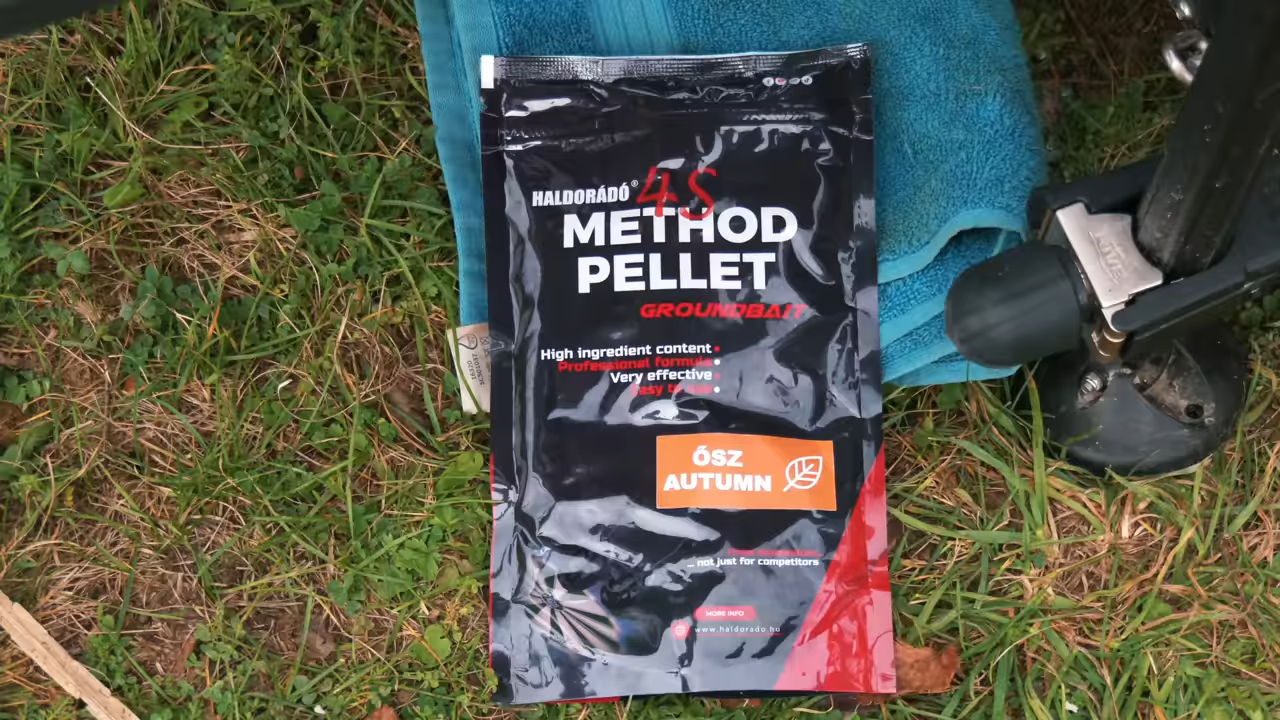 HALDORÁDÓ® 4S
METHOD
PELLET
GROUNDBAIT
High ingredient content
Professional formula
Very effective
Easy to
ŐSZ
AUTUMN
... not just for competitors
MORE INFO
www.haldorado.hu